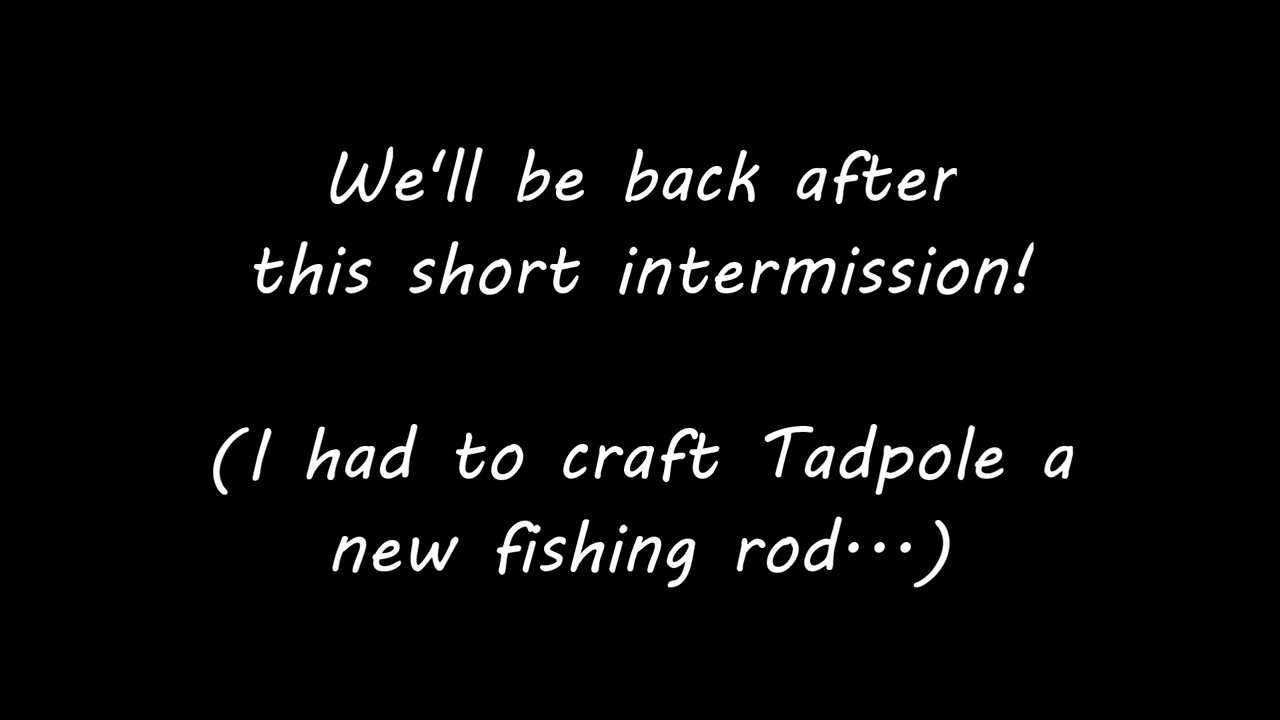 We'll be back after
this short intermission!
(I had to craft Tadpole a
new fishing rod…)